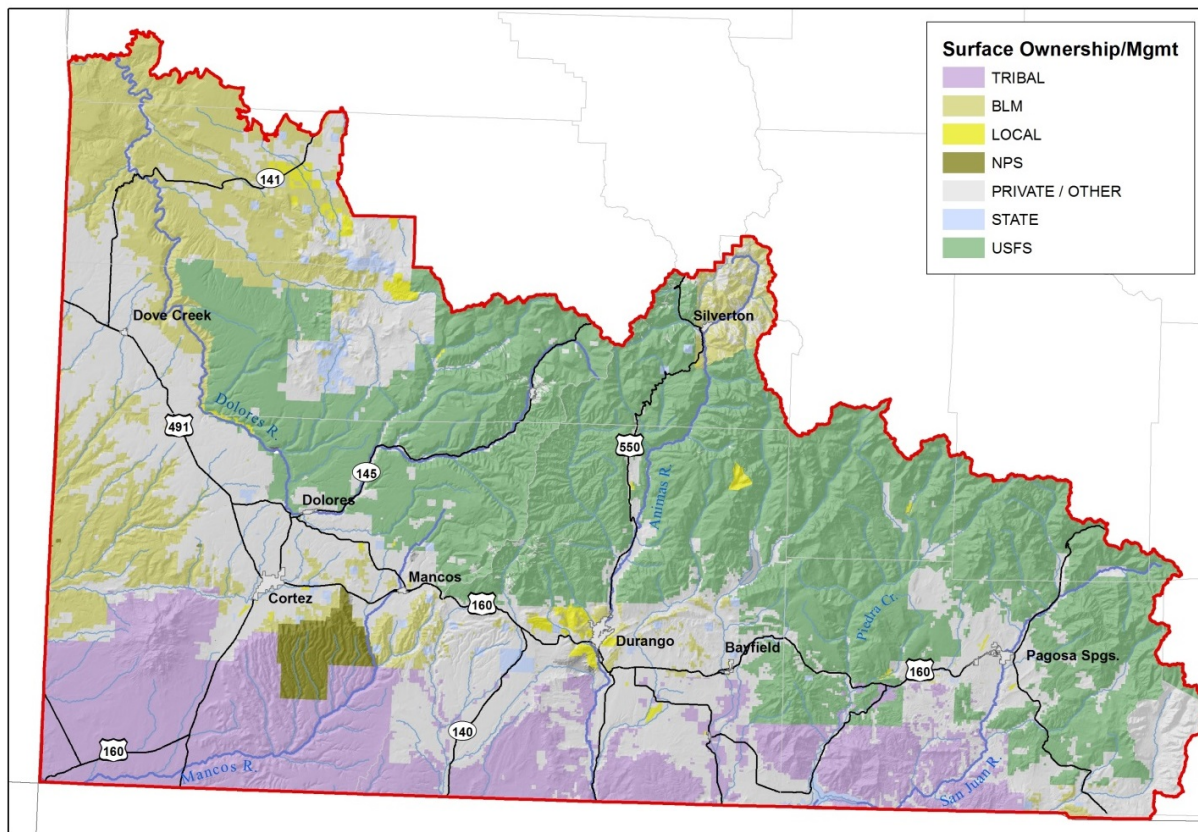 Surface Ownership/Mgmt
TRIBAL
BLM
LOCAL
NPS
PRIVATE / OTHER
STATE
USFS
141
Dove Creek
Silverton
Dolores R.
491
550
145
Animas R.
Dolores
Mancos
Cortez
160
Piedra Cr.
Durango
Bayfield
Pagosa Spgs.
160
140
160
Mancos R.
San Juan R.